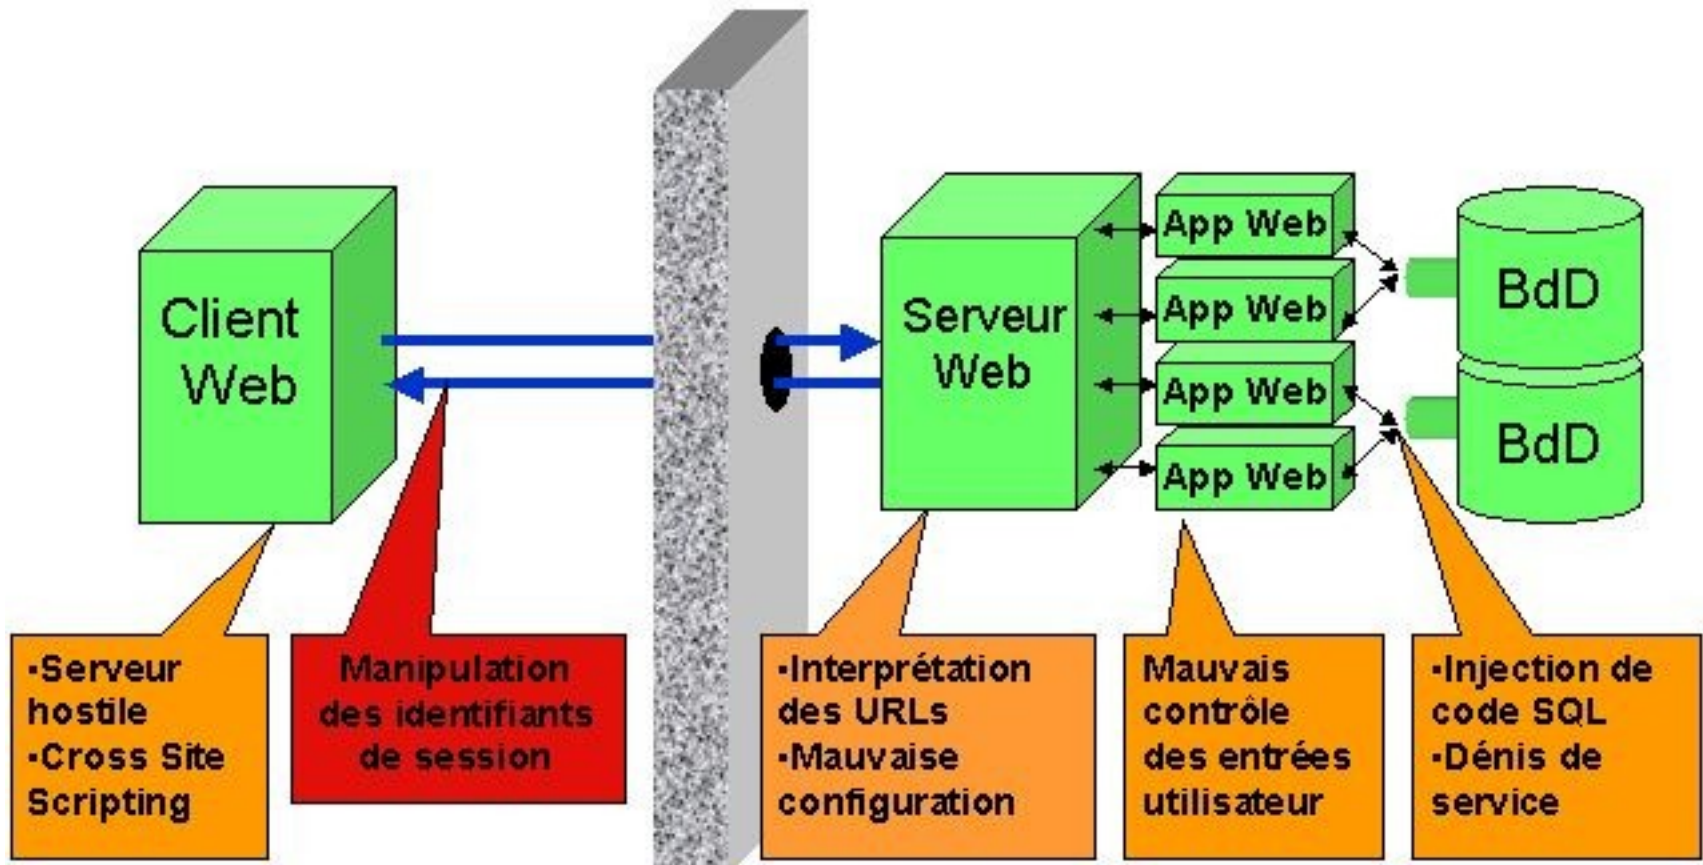 Client
Web
Serveur
Web
App Web
App Web
App Web
App Web
BdD
BdD
▪Serveur
hostile
▪Cross Site
Scripting
Manipulation
des identifiants
de session
▪Interprétation
des URLs
▪Mauvaise
configuration
Mauvais
contrôle
des entrées
utilisateur
▪Injection de
code SQL
▪Dénis de
service